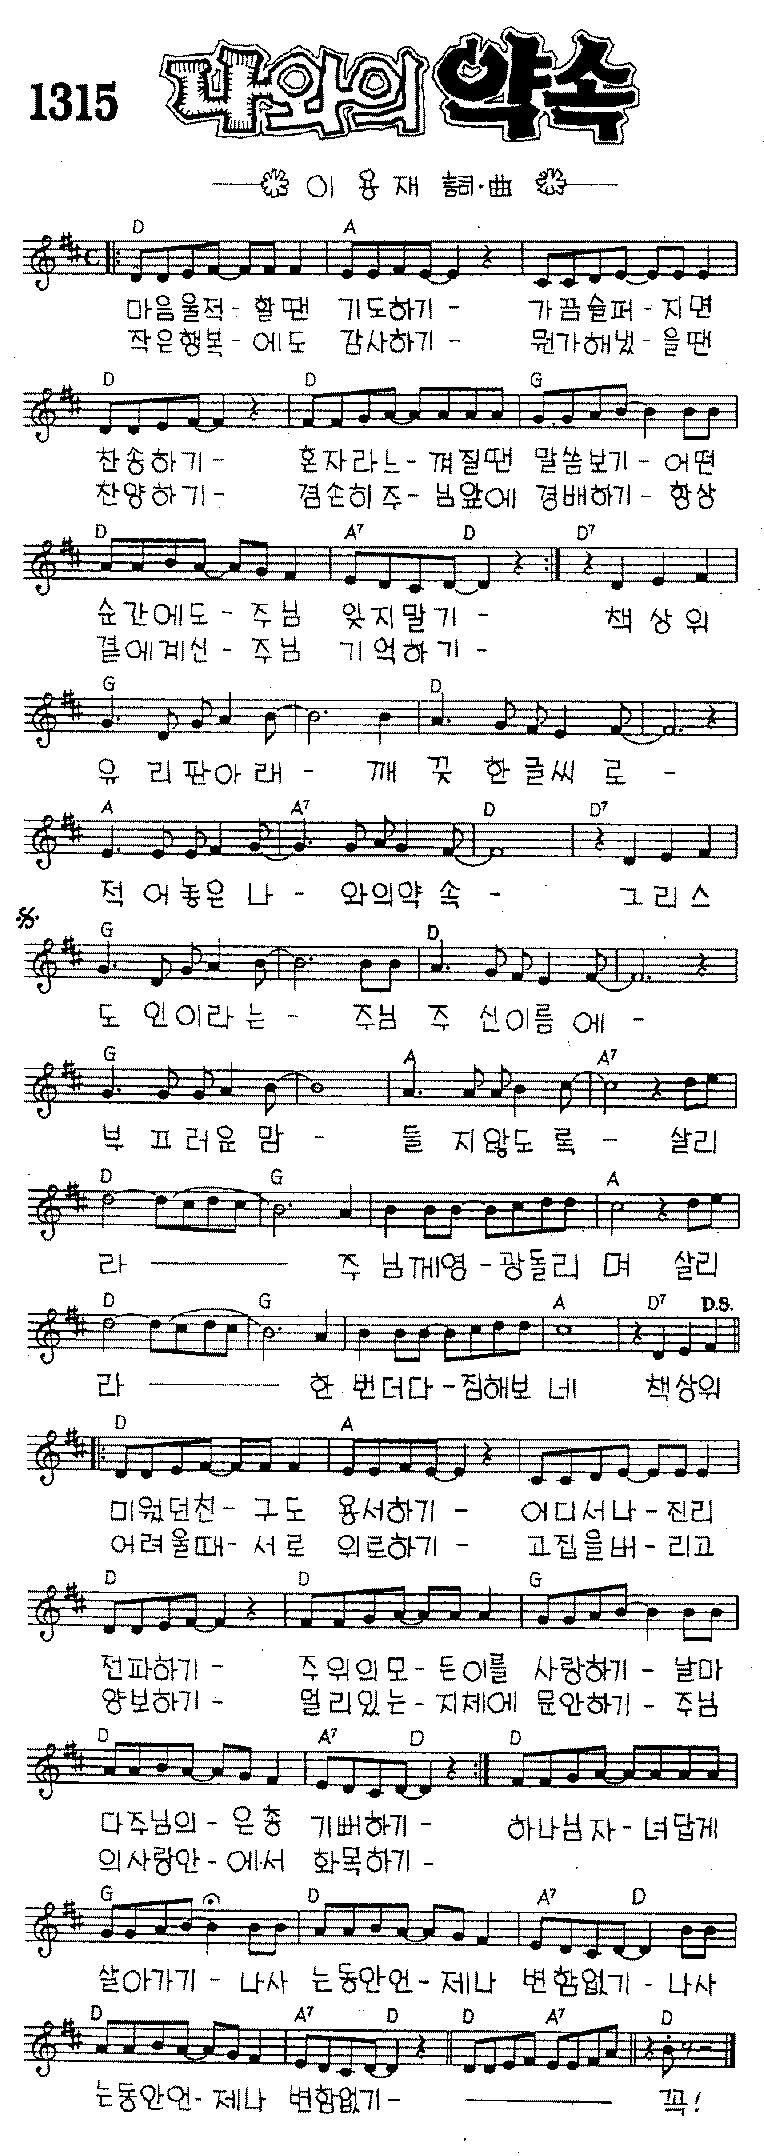 1315
나와의 약속
이용재 詞·曲
D A
마음울적-할땐 기도하기- 가끔슬퍼-지면
작은행복-에도 감사하기- 뭔가해냈-을땐
D D G
찬송하기- 혼자라느-껴질땐 말씀보기-어떤
찬양하기- 겸손히주-님앞에 경배하기-항상
D A7 D D7
순간에도-주님 잊지말기- 책상위
곁에계신-주님 기억하기-
G D
유리판아래- 깨끗한글씨로-
A A7 D D7
적어놓은나- 와의약속- 그리스
G D
도인이라는- 주님주신이름에-
G A A7
부끄러운맘- 들지않도록- 살리
D G A
라 주님께영-광돌리며 살리
D G A D7 D.S.
라 한번더다-짐해보네 책상위
D A
미웠던친-구도 용서하기- 어디서나-진리
어려울때-서로 위로하기- 고집을버-리고
D D G
전파하기- 주위의모-든이를 사랑하기-날마
양보하기- 멀리있는-지체에 문안하기-주님
D A7 D D
다주님의-은총 기뻐하기- 하나님자-녀답게
의사랑안-에서 화목하기-
G D A7 D
살아가기-나사 는동안언-제나 변함없기-나사
D A7 D D A7 D
는동안언-제나 변함없기- 꼭!